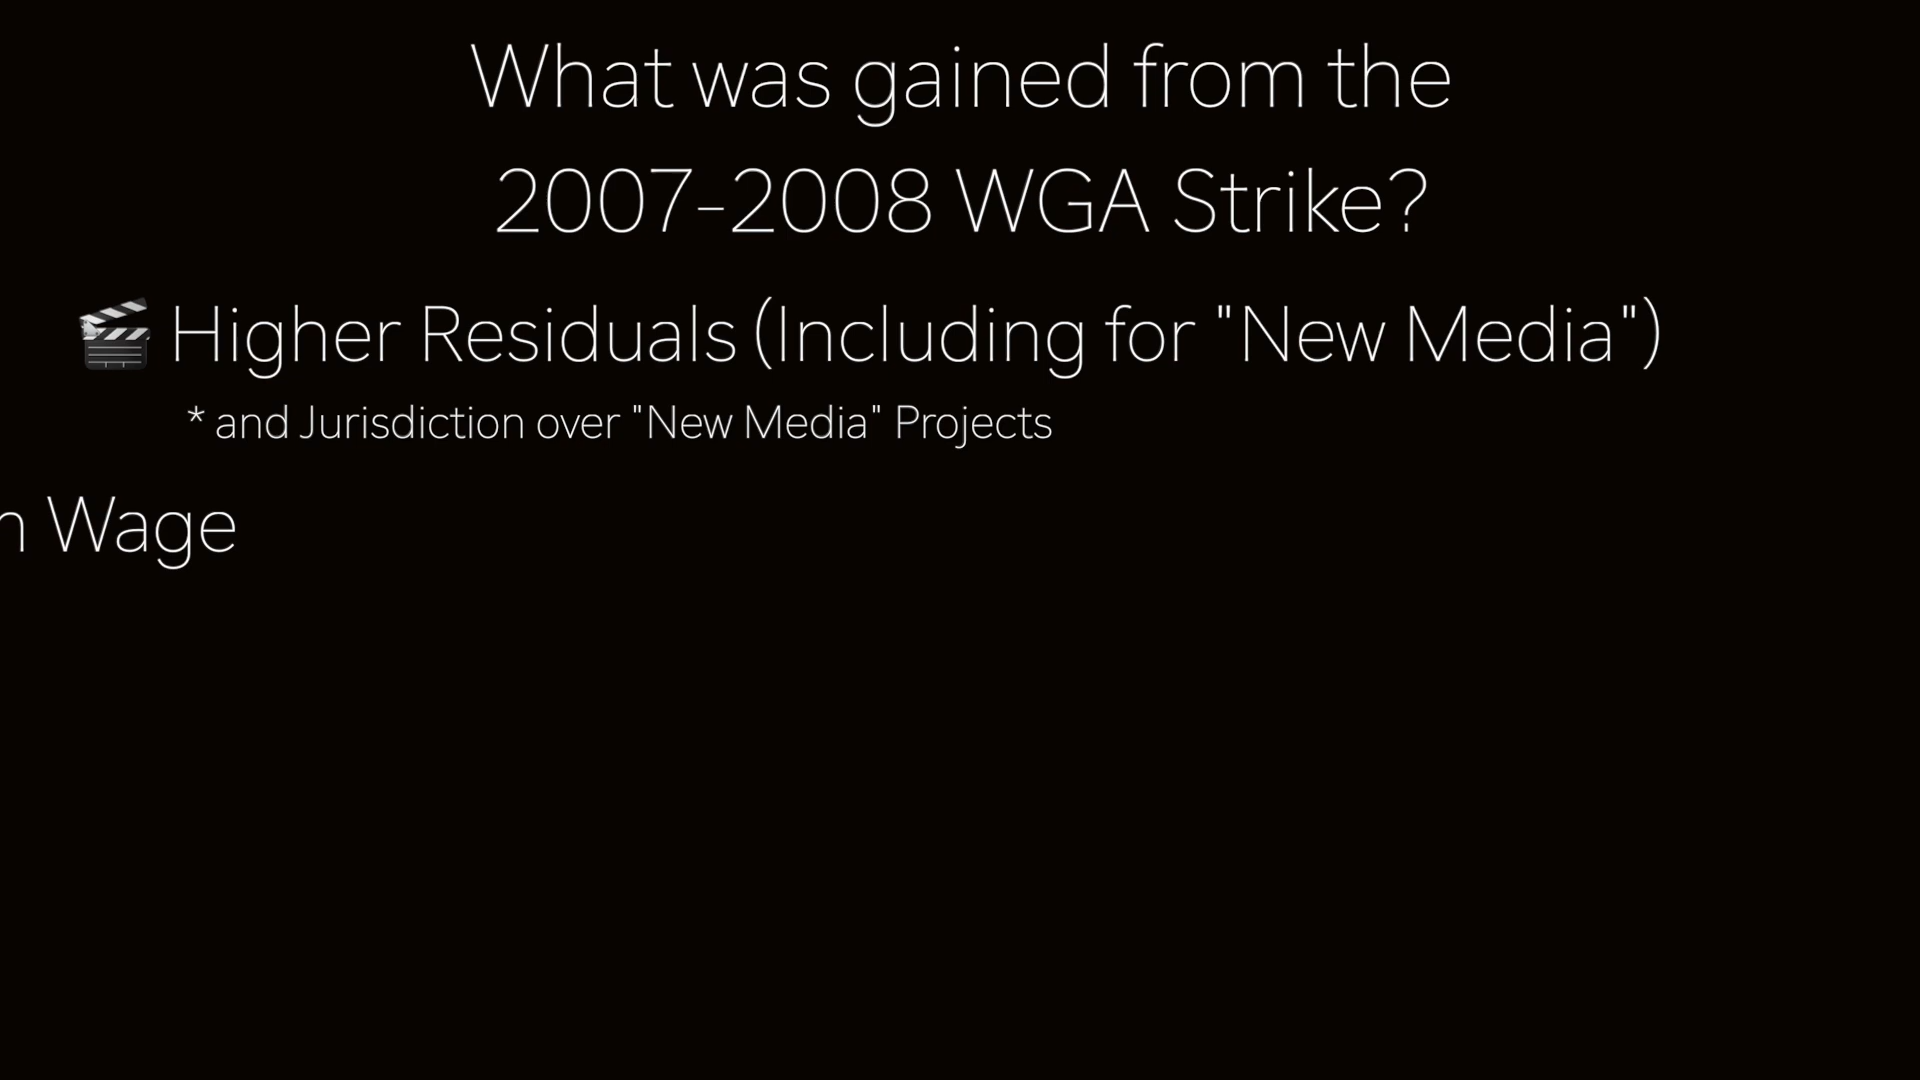 What was gained from the
2007-2008 WGA Strike?
🎬 Higher Residuals (Including for "New Media")
* and Jurisdiction over "New Media" Projects
Wage